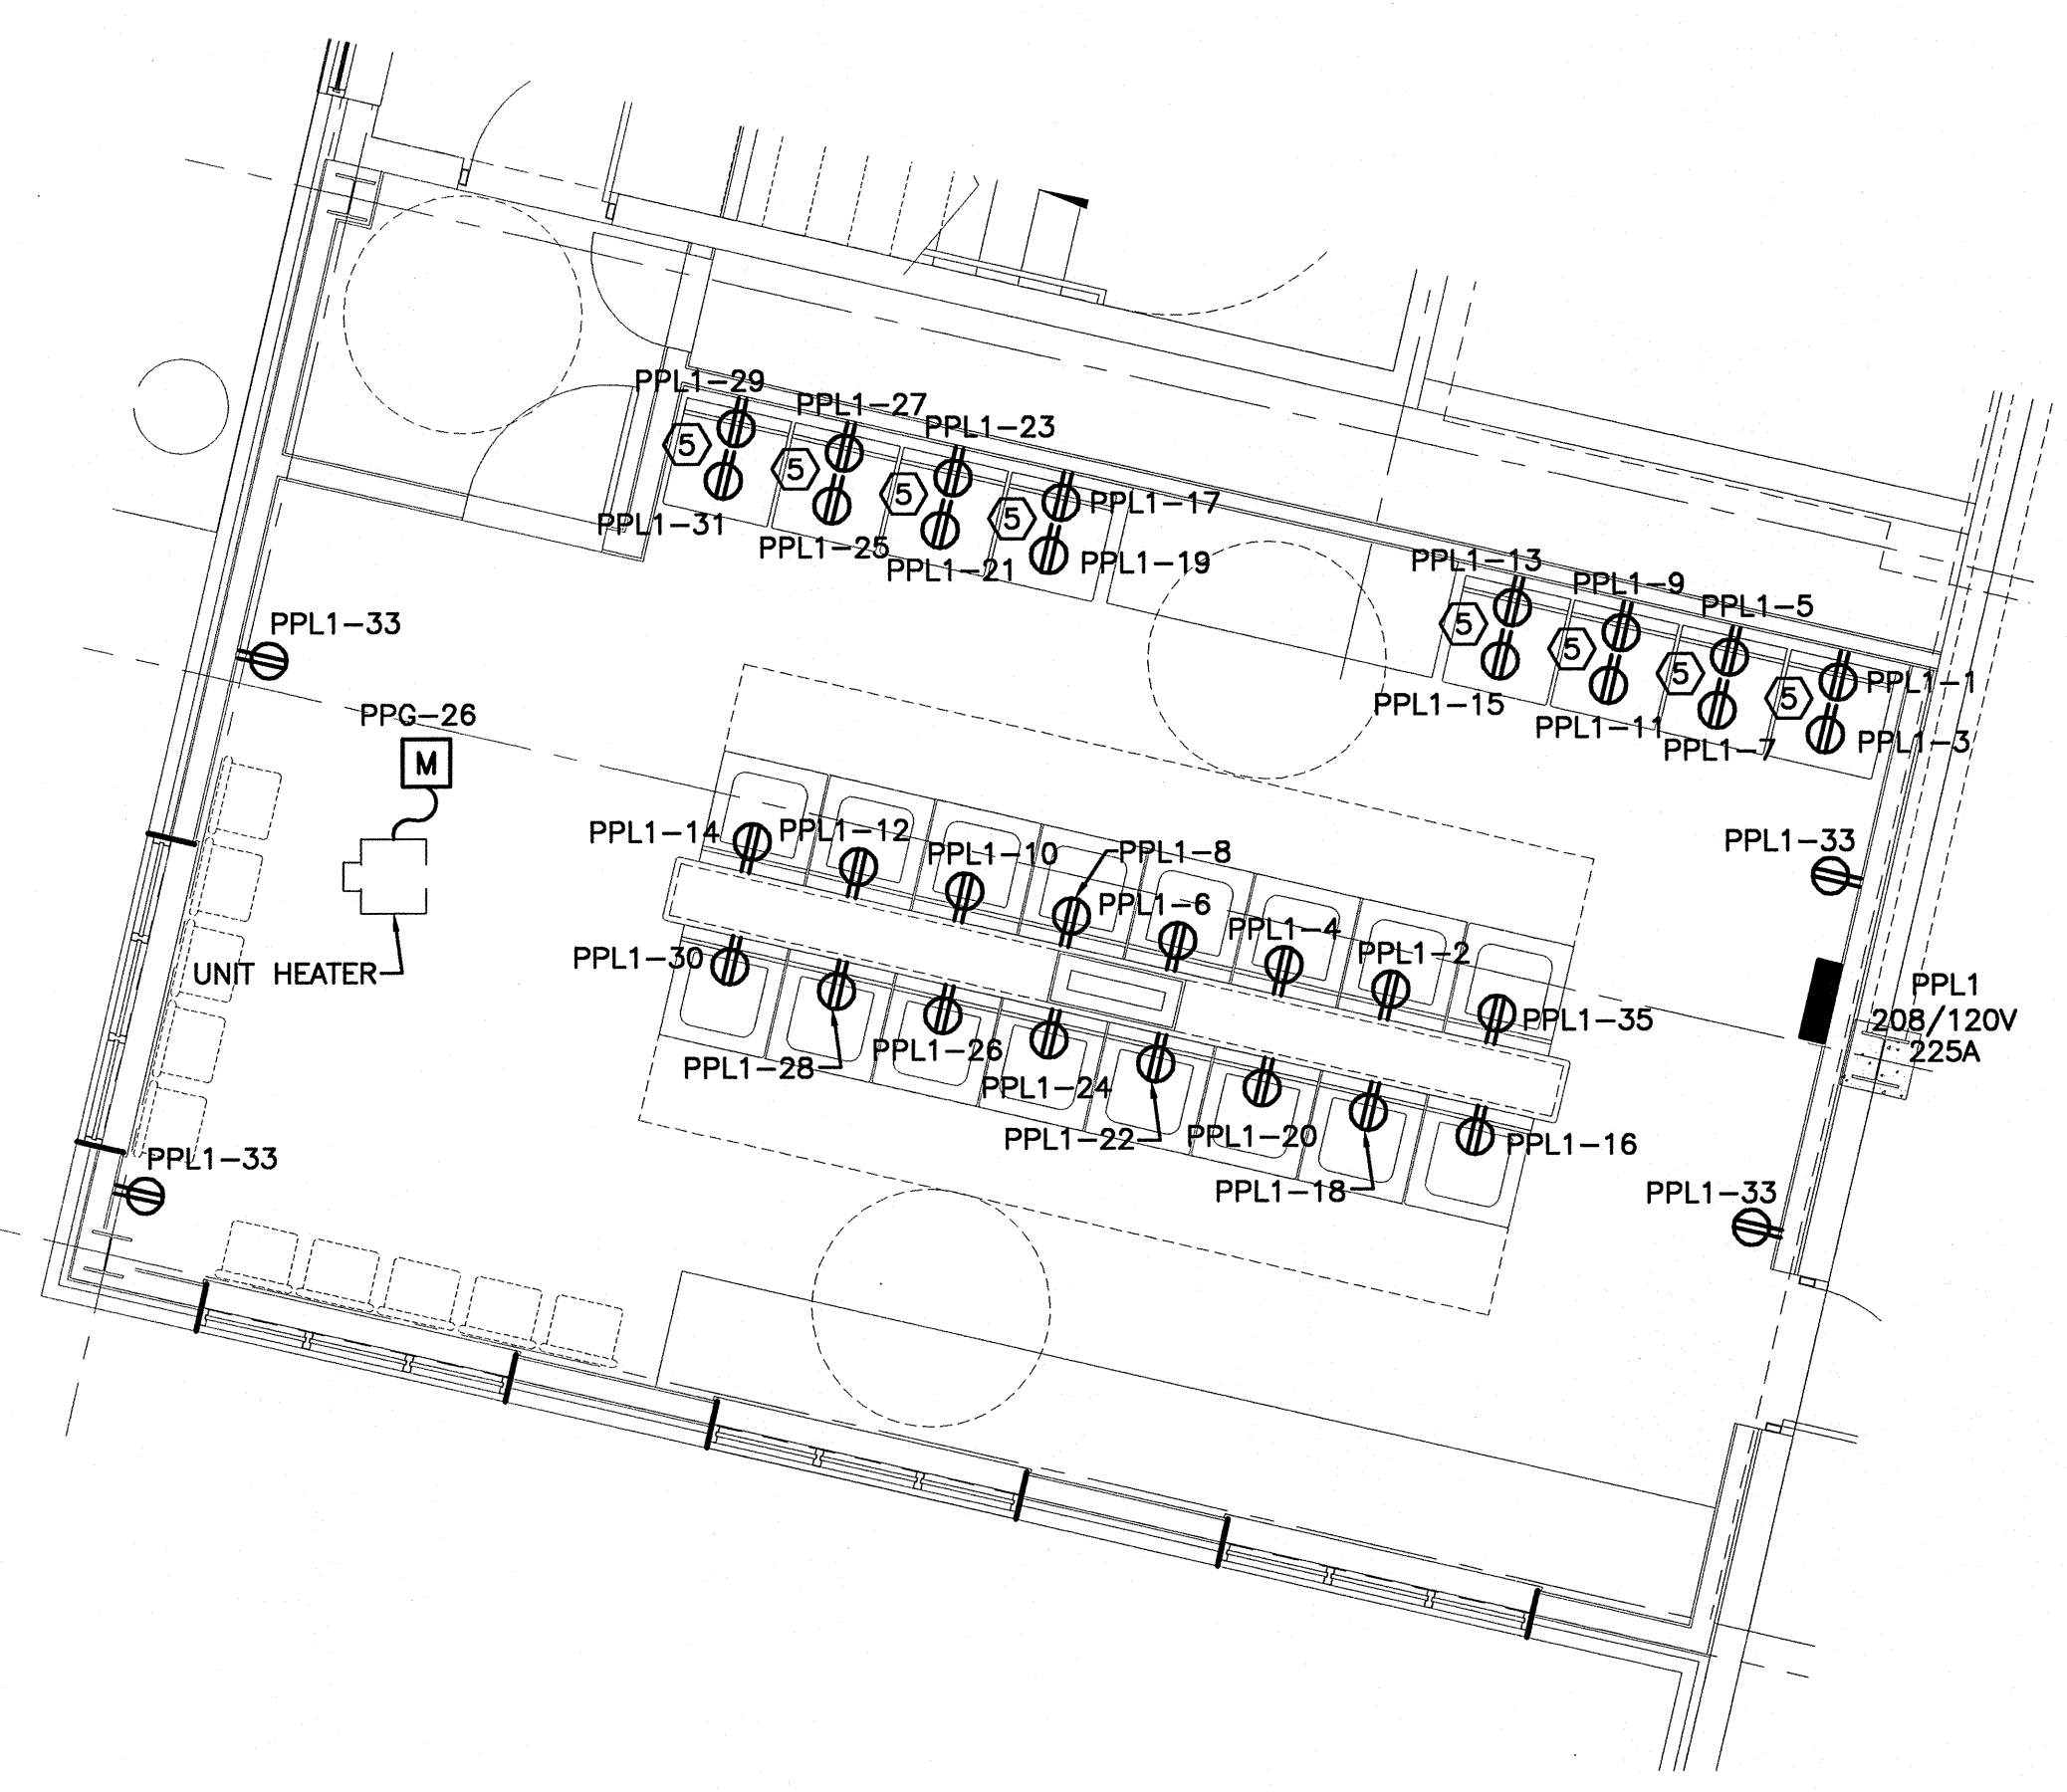 PPL1-29
PPL1-27
PPL1-23
5
5
5
5
PPL1-17
PPL1-31
PPL1-25
PPL1-21
PPL1-19
PPL1-13
PPL1-9
PPL1-5
5
5
5
5
PPL1-1
PPL1-15
PPL1-11
PPL1-7
PPL1-3
PPL1-33
PPG-26
M
UNIT HEATER
PPL1-14
PPL1-12
PPL1-10
PPL1-8
PPL1-6
PPL1-4
PPL1-2
PPL1-35
PPL1-33
PPL1-30
PPL1-28
PPL1-26
PPL1-24
PPL1-22
PPL1-20
PPL1-18
PPL1-16
PPL1
208/120V
225A
PPL1-33
PPL1-33